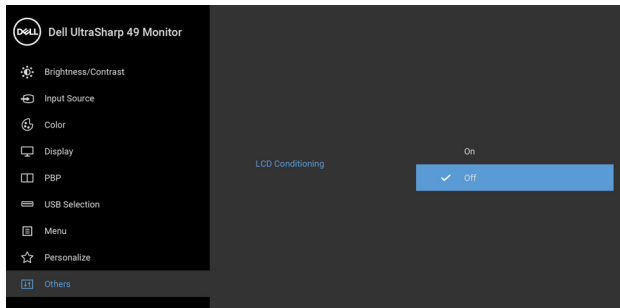 DELL
Dell UltraSharp 49 Monitor
Brightness/Contrast
Input Source
Color
Display
PBP
USB Selection
Menu
Personalize
Others
LCD Conditioning
On
Off